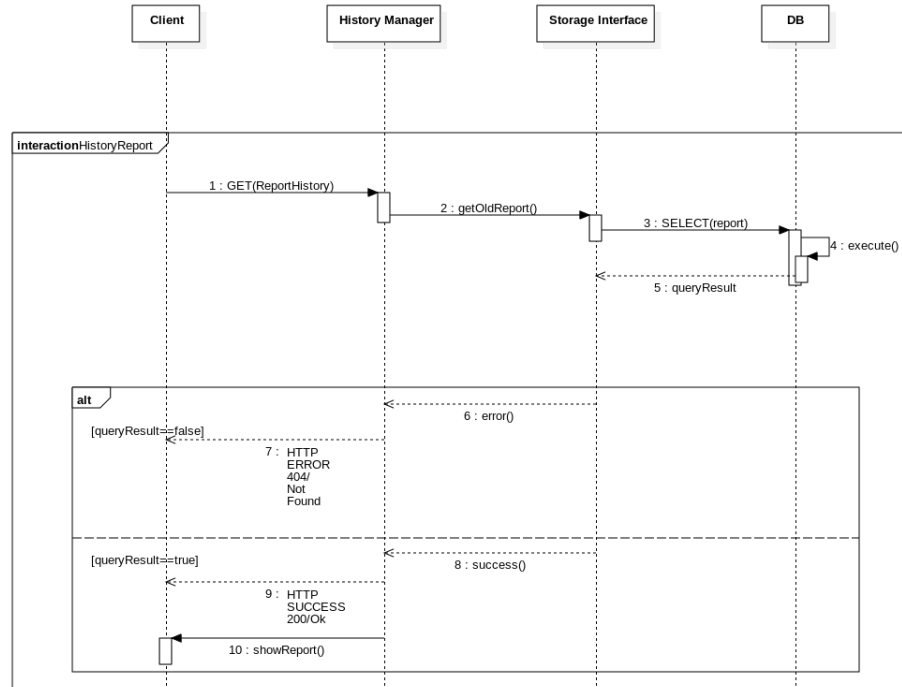 Client
History Manager
Storage Interface
DB
interactionHistoryReport
1 : GET(ReportHistory)
2 : getOldReport()
3 : SELECT(report)
4 : execute()
5 : queryResult
alt
6 : error()
[queryResult==false]
7 : HTTP
ERROR
404/
Not
Found
[queryResult==true]
8 : success()
9 : HTTP
SUCCESS
200/Ok
10 : showReport()